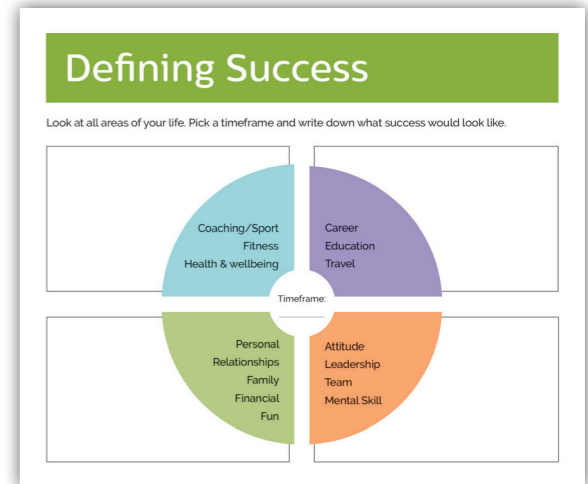 Defining Success
Look at all areas of your life. Pick a timeframe and write down what success would look like.
Coaching/Sport
Fitness
Health & wellbeing
Career
Education
Travel
Timeframe:
Personal
Relationships
Family
Financial
Fun
Attitude
Leadership
Team
Mental Skill